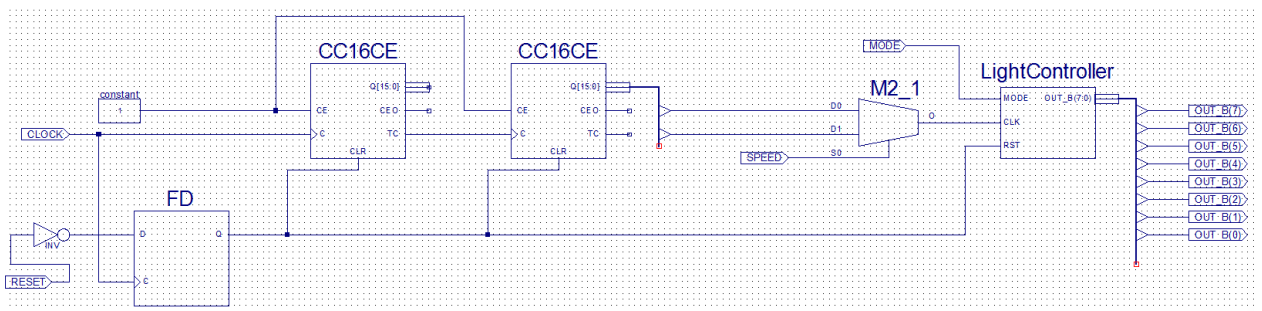 CC16CE
CC16CE
MODE
LightController
M2_1
constant
1
Q[15:0]
CE
CEO
C
TC
CLR
Q[15:0]
CE
CEO
C
TC
CLR
D0
D1
S0
O
SPEED
MODE
OUT_B(7:0)
CLK
RST
OUT_B(7)
OUT_B(6)
OUT_B(5)
OUT_B(4)
OUT_B(3)
OUT_B(2)
OUT_B(1)
OUT_B(0)
CLOCK
FD
D
Q
C
INV
RESET